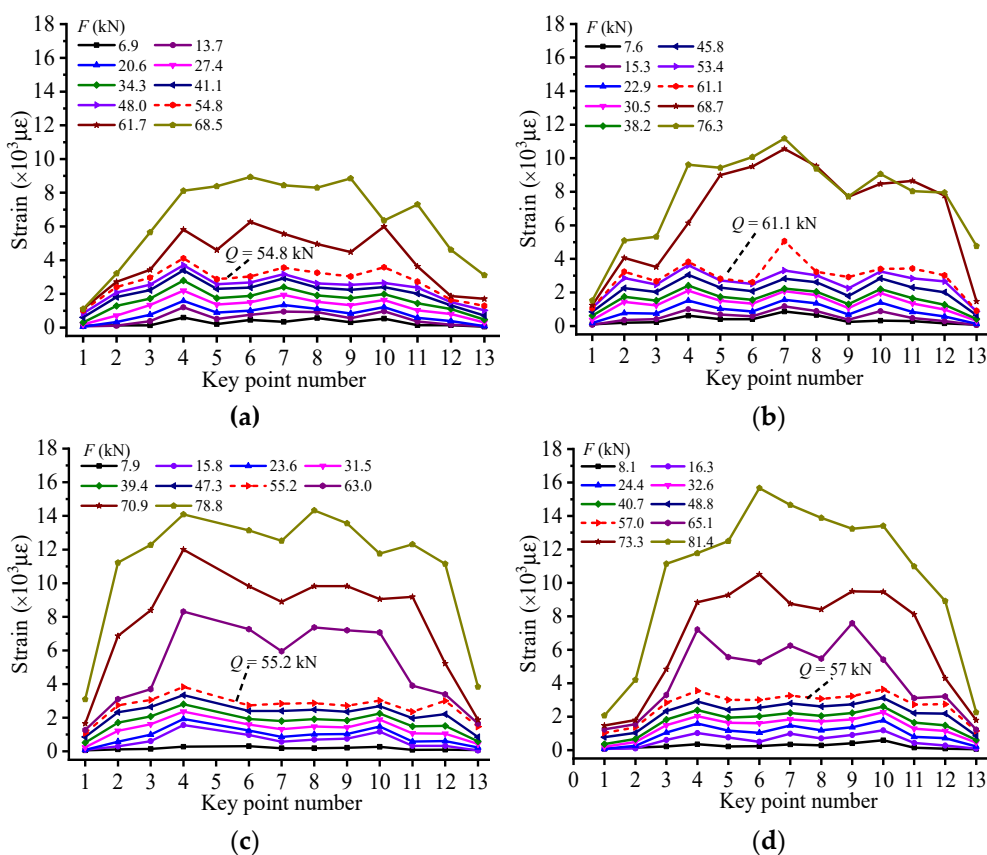 F (kN)
6.9 13.7
20.6 27.4
34.3 41.1
48.0 54.8
61.7 68.5
Q = 54.8 kN
Strain (×10³με)
18
16
14
12
10
8
6
4
2
0
1 2 3 4 5 6 7 8 9 10 11 12 13
Key point number
(a)
F (kN)
7.6 45.8
15.3 53.4
22.9 61.1
30.5 68.7
38.2 76.3
Q = 61.1 kN
Strain (×10³με)
18
16
14
12
10
8
6
4
2
0
1 2 3 4 5 6 7 8 9 10 11 12 13
Key point number
(b)
F (kN)
7.9 15.8 23.6 31.5
39.4 47.3 55.2 63.0
70.9 78.8
Q = 55.2 kN
Strain (×10³με)
18
16
14
12
10
8
6
4
2
0
1 2 3 4 5 6 7 8 9 10 11 12 13
Key point number
(c)
F (kN)
8.1 16.3
24.4 32.6
40.7 48.8
57.0 65.1
73.3 81.4
Q = 57 kN
Strain (×10³με)
18
16
14
12
10
8
6
4
2
0
0 1 2 3 4 5 6 7 8 9 10 11 12 13
Key point number
(d)